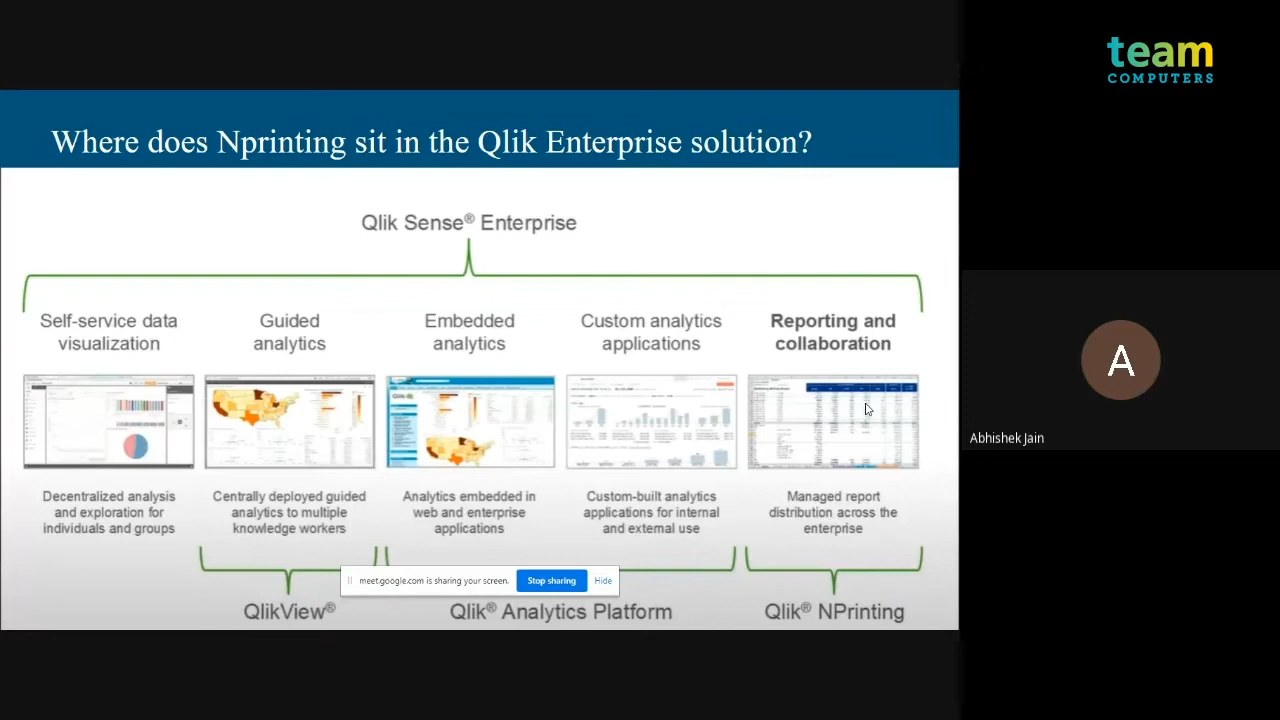 team
COMPUTERS
Where does Nprinting sit in the Qlik Enterprise solution?
Qlik Sense® Enterprise
Self-service data
visualization
Guided
analytics
Embedded
analytics
Custom analytics
applications
Reporting and
collaboration
Decentralized analysis
and exploration for
individuals and groups
Centrally deployed guided
analytics to multiple
knowledge workers
Analytics embedded in
web and enterprise
applications
Custom-built analytics
applications for internal
and external use
Managed report
distribution across the
enterprise
meet.google.com is sharing your screen.
Stop sharing
Hide
QlikView®
Qlik® Analytics Platform
Qlik® NPrinting
A
Abhishek Jain